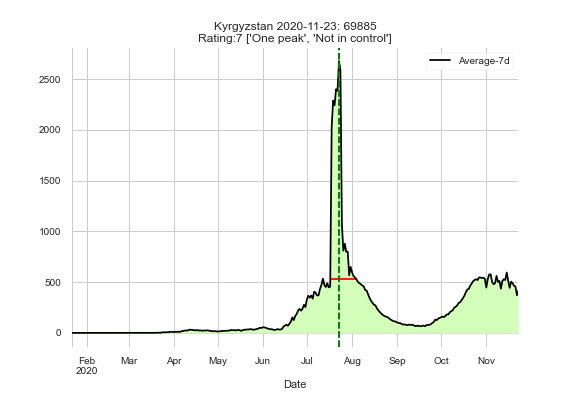 Kyrgyzstan 2020-11-23: 69885
Rating:7 ['One peak', 'Not in control']
Average-7d
2500
2000
1500
1000
500
0
Feb Mar Apr May Jun Jul Aug Sep Oct Nov
2020
Date